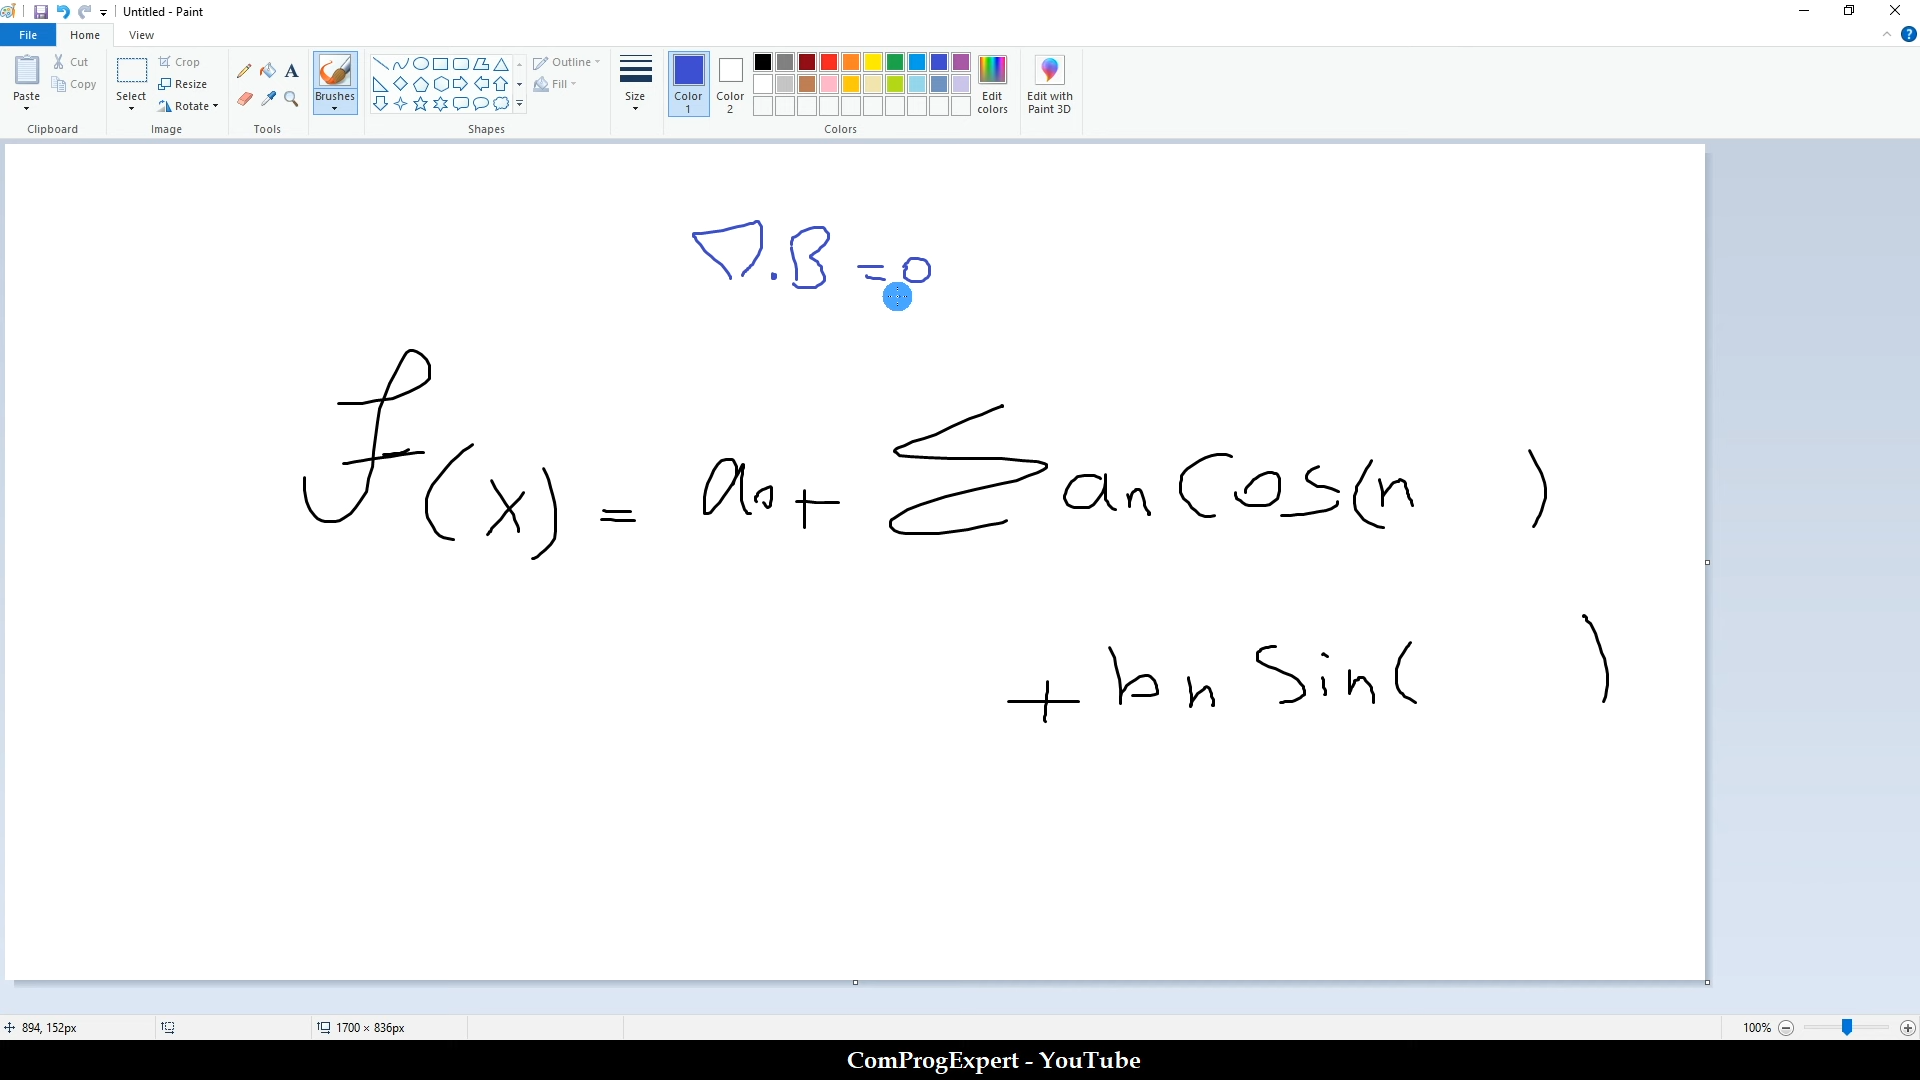 Untitled - Paint
File Home View
Paste Cut Copy Clipboard
Select Crop Resize Rotate Image
Tools
Brushes
Shapes Outline Fill
Size
Color 1 Color 2 Colors
Edit colors
Edit with Paint 3D
∇.B = 0
f(x) = a₀ + ∑ an Cos(n )
+ bn Sin( )
894, 152px 1700 × 836px 100%
ComProgExpert - YouTube